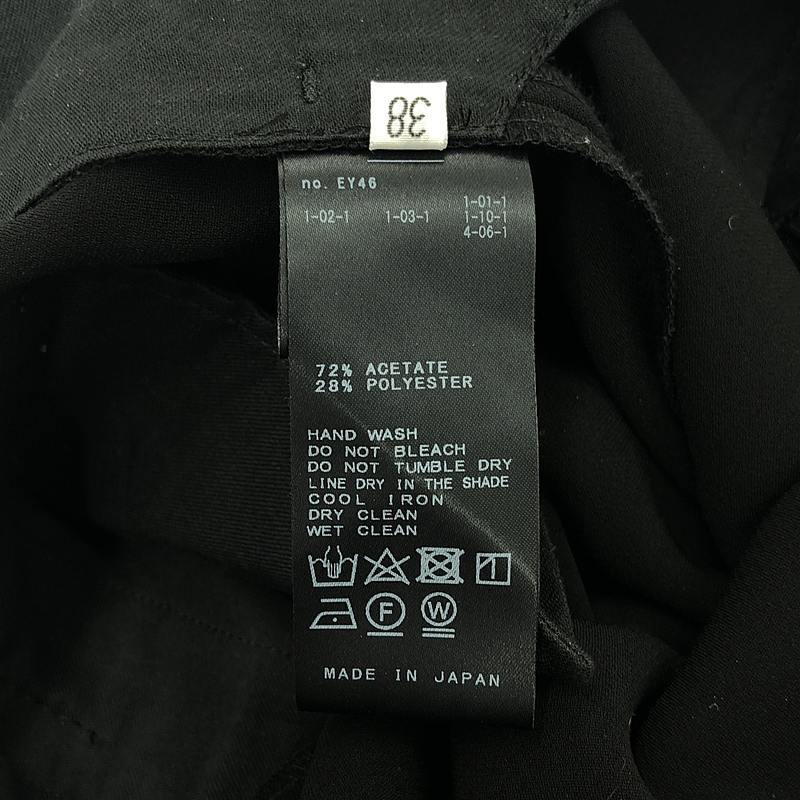 38
no. EY46
1-01-1
1-02-1 1-03-1 1-10-1
4-06-1
72% ACETATE
28% POLYESTER
HAND WASH
DO NOT BLEACH
DO NOT TUMBLE DRY
LINE DRY IN THE SHADE
COOL IRON
DRY CLEAN
WET CLEAN
F W
MADE IN JAPAN